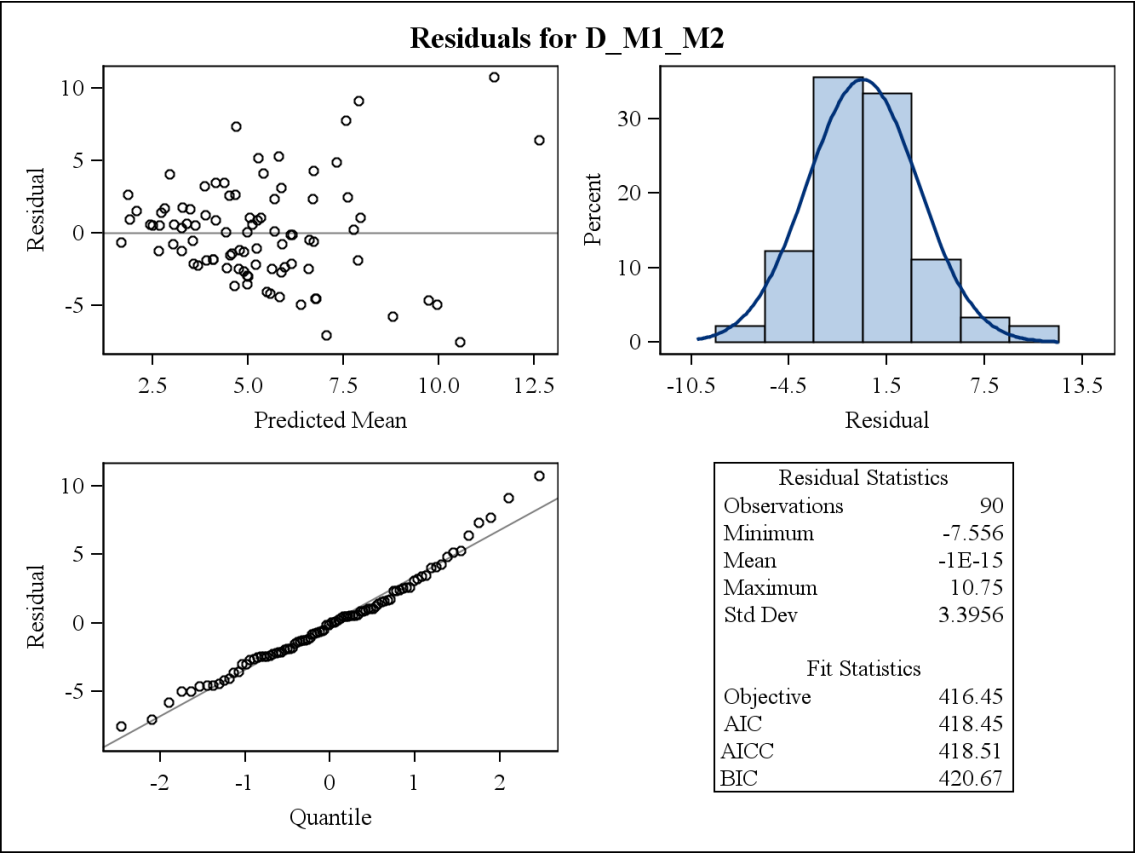 Residuals for D_M1_M2
10
5
0
-5
Residual
2.5 5.0 7.5 10.0 12.5
Predicted Mean
30
20
10
0
Percent
-10.5 -4.5 1.5 7.5 13.5
Residual
10
5
0
-5
Residual
-2 -1 0 1 2
Quantile
Residual Statistics
Observations 90
Minimum -7.556
Mean -1E-15
Maximum 10.75
Std Dev 3.3956
Fit Statistics
Objective 416.45
AIC 418.45
AICC 418.51
BIC 420.67